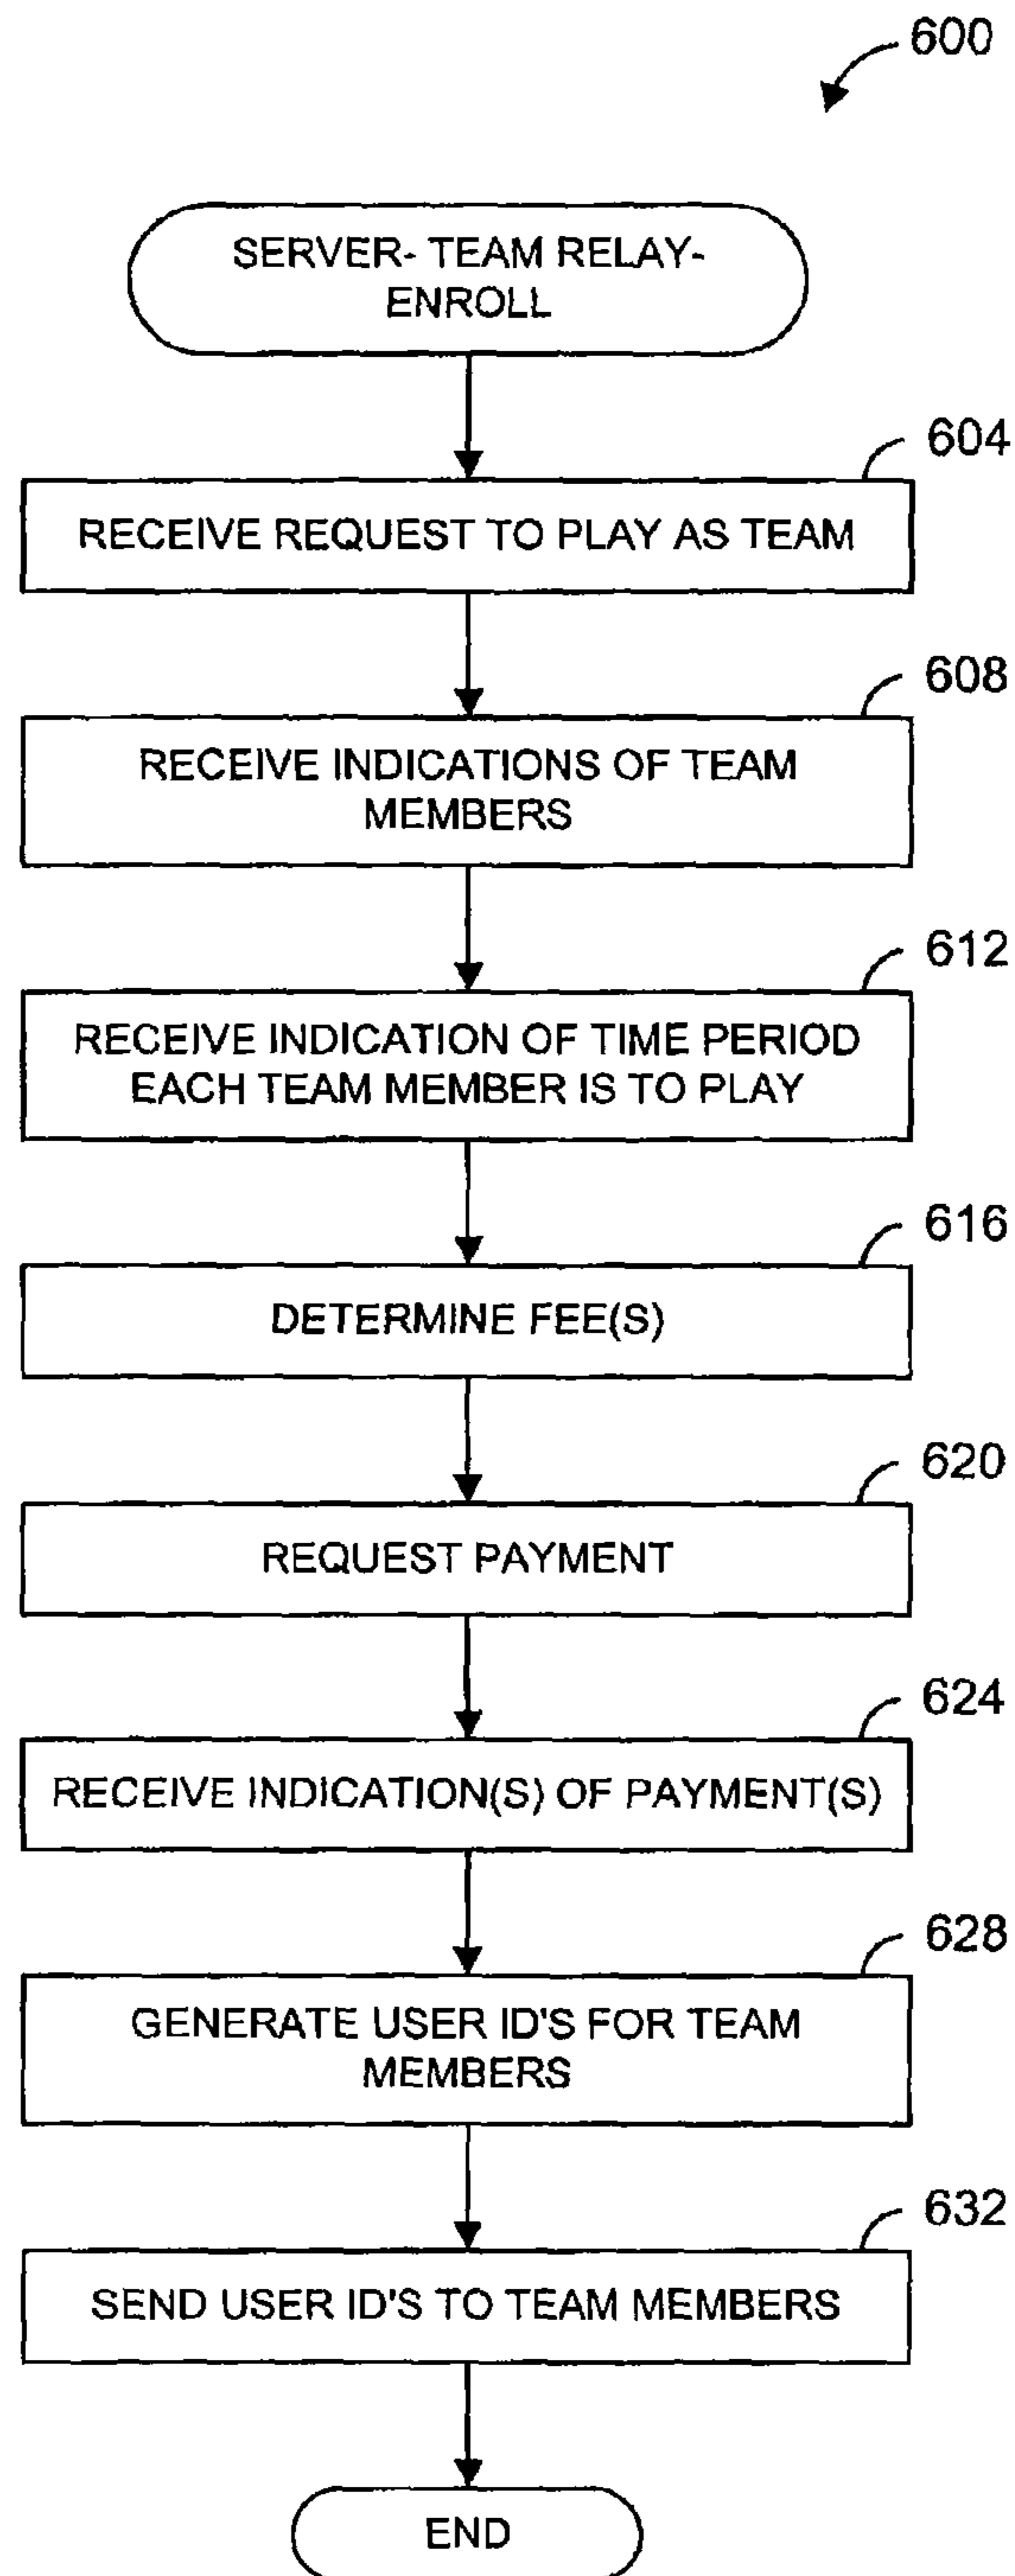 600
SERVER- TEAM RELAY-
ENROLL
604
RECEIVE REQUEST TO PLAY AS TEAM
608
RECEIVE INDICATIONS OF TEAM
MEMBERS
612
RECEIVE INDICATION OF TIME PERIOD
EACH TEAM MEMBER IS TO PLAY
616
DETERMINE FEE(S)
620
REQUEST PAYMENT
624
RECEIVE INDICATION(S) OF PAYMENT(S)
628
GENERATE USER ID'S FOR TEAM
MEMBERS
632
SEND USER ID'S TO TEAM MEMBERS
END